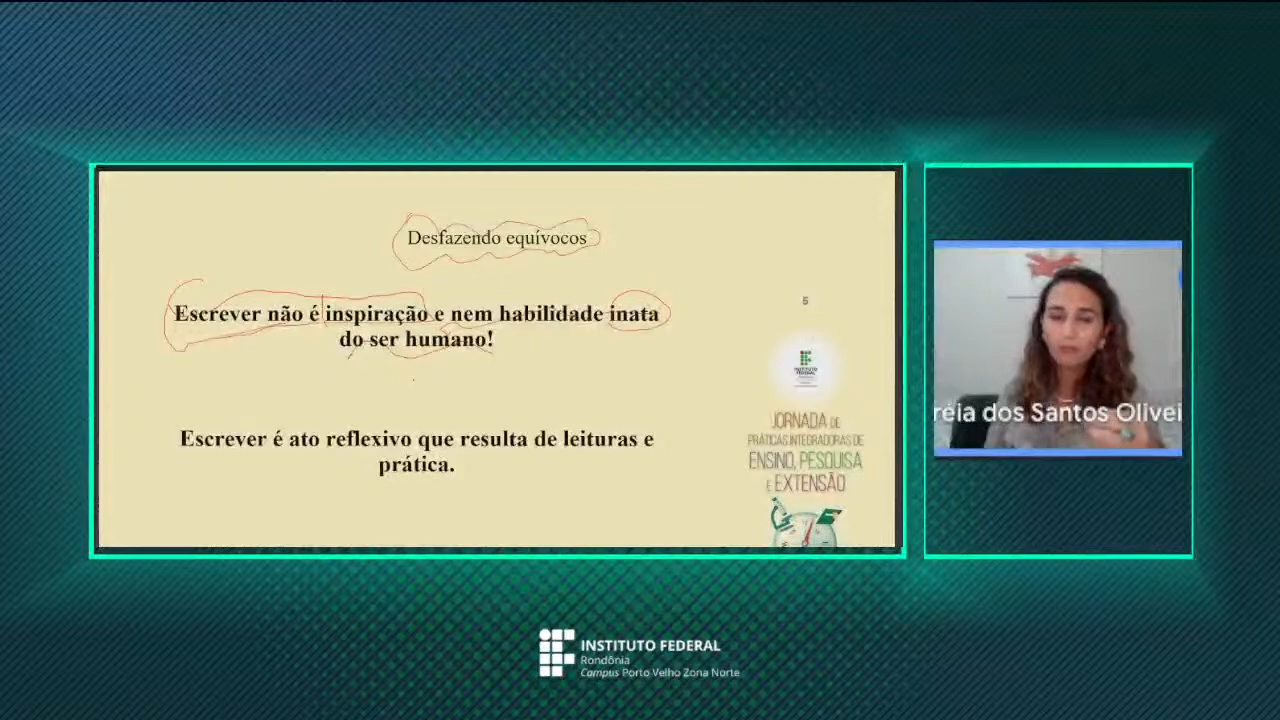 Desfazendo equívocos
Escrever não é inspiração e nem habilidade inata
do ser humano!
Escrever é ato reflexivo que resulta de leituras e
prática.
5
INSTITUTO
FEDERAL
JORNADA DE
PRÁTICAS INTEGRADORAS DE
ENSINO, PESQUISA
E EXTENSÃO
réia dos Santos Olivei
INSTITUTO FEDERAL
Rondônia
Campus Porto Velho Zona Norte